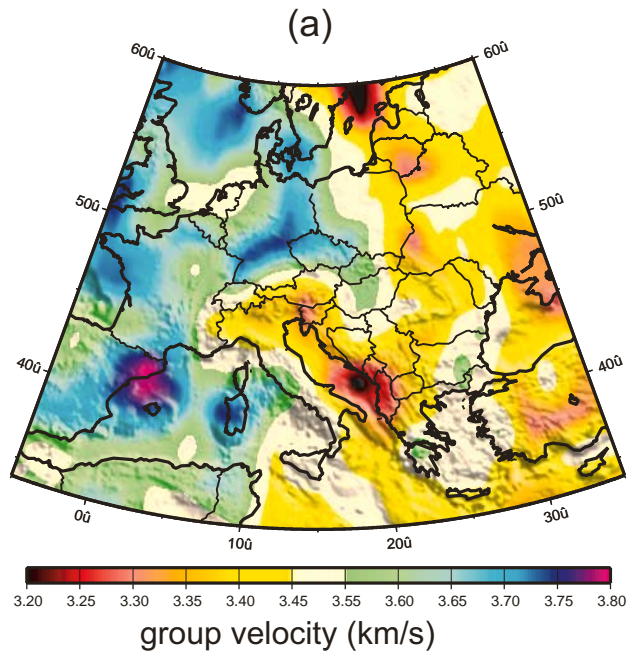 (a)
60û 60û
50û 50û
40û 40û
0û 10û 20û 30û
3.20 3.25 3.30 3.35 3.40 3.45 3.55 3.60 3.65 3.70 3.75 3.80
group velocity (km/s)